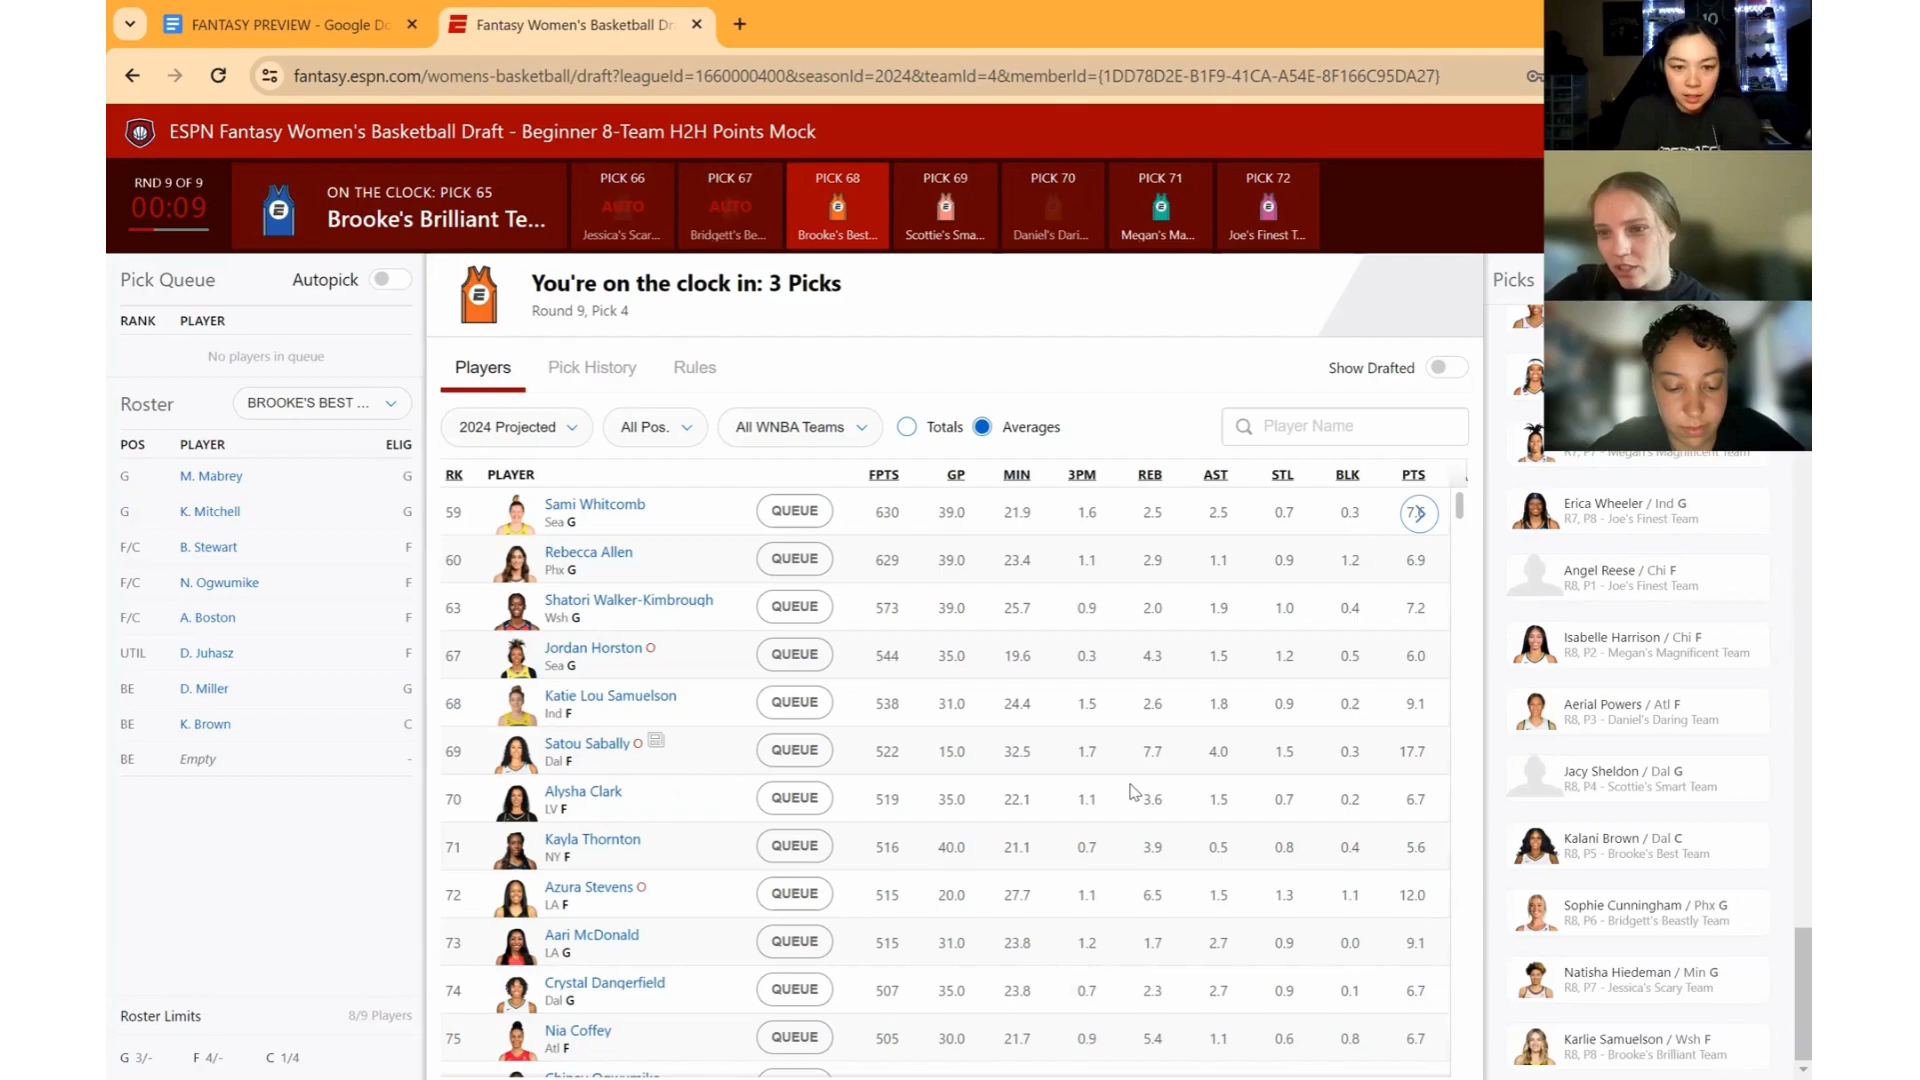 FANTASY PREVIEW - Google Do
Fantasy Women's Basketball Dr
fantasy.espn.com/womens-basketball/draft?leagueId=1660000400&seasonId=2024&teamId=4&memberId={1DD78D2E-B1F9-41CA-A54E-8F166C95DA27}
ESPN Fantasy Women's Basketball Draft - Beginner 8-Team H2H Points Mock
RND 9 OF 9
00:09
ON THE CLOCK: PICK 65
Brooke's Brilliant Te...
PICK 66
AUTO
Jessica's Scar...
PICK 67
AUTO
Bridgett's Be...
PICK 68
Brooke's Best...
PICK 69
Scottie's Sma...
PICK 70
Daniel's Dari...
PICK 71
Megan's Ma...
PICK 72
Joe's Finest T...
Pick Queue
Autopick
RANK PLAYER
No players in queue
Roster
BROOKE'S BEST ...
POS PLAYER ELIG
G M. Mabrey G
G K. Mitchell G
F/C B. Stewart F
F/C N. Ogwumike F
F/C A. Boston F
UTIL D. Juhasz F
BE D. Miller G
BE K. Brown C
BE Empty -
Roster Limits 8/9 Players
G 3/- F 4/- C 1/4
You're on the clock in: 3 Picks
Round 9, Pick 4
Players Pick History Rules
Show Drafted
2024 Projected All Pos. All WNBA Teams Totals Averages
Player Name
RK PLAYER FPTS GP MIN 3PM REB AST STL BLK PTS
59 Sami Whitcomb QUEUE 630 39.0 21.9 1.6 2.5 2.5 0.7 0.3
Sea G
60 Rebecca Allen QUEUE 629 39.0 23.4 1.1 2.9 1.1 0.9 1.2 6.9
Phx G
63 Shatori Walker-Kimbrough QUEUE 573 39.0 25.7 0.9 2.0 1.9 1.0 0.4 7.2
Wsh G
67 Jordan Horston O QUEUE 544 35.0 19.6 0.3 4.3 1.5 1.2 0.5 6.0
Sea G
68 Katie Lou Samuelson QUEUE 538 31.0 24.4 1.5 2.6 1.8 0.9 0.2 9.1
Ind F
69 Satou Sabally O QUEUE 522 15.0 32.5 1.7 7.7 4.0 1.5 0.3 17.7
Dal F
70 Alysha Clark QUEUE 519 35.0 22.1 1.1 3.6 1.5 0.7 0.2 6.7
LV F
71 Kayla Thornton QUEUE 516 40.0 21.1 0.7 3.9 0.5 0.8 0.4 5.6
NY F
72 Azura Stevens O QUEUE 515 20.0 27.7 1.1 6.5 1.5 1.3 1.1 12.0
LA F
73 Aari McDonald QUEUE 515 31.0 23.8 1.2 1.7 2.7 0.9 0.0 9.1
LA G
74 Crystal Dangerfield QUEUE 507 35.0 23.8 0.7 2.3 2.7 0.9 0.1 6.7
Dal G
75 Nia Coffey QUEUE 505 30.0 21.7 0.9 5.4 1.1 0.6 0.8 6.7
Atl F
Picks
R7, P7 - Megan's Magnificent Team
Erica Wheeler / Ind G
R7, P8 - Joe's Finest Team
Angel Reese / Chi F
R8, P1 - Joe's Finest Team
Isabelle Harrison / Chi F
R8, P2 - Megan's Magnificent Team
Aerial Powers / Atl F
R8, P3 - Daniel's Daring Team
Jacy Sheldon / Dal G
R8, P4 - Scottie's Smart Team
Kalani Brown / Dal C
R8, P5 - Brooke's Best Team
Sophie Cunningham / Phx G
R8, P6 - Bridgett's Beastly Team
Natisha Hiedeman / Min G
R8, P7 - Jessica's Scary Team
Karlie Samuelson / Wsh F
R8, P8 - Brooke's Brilliant Team